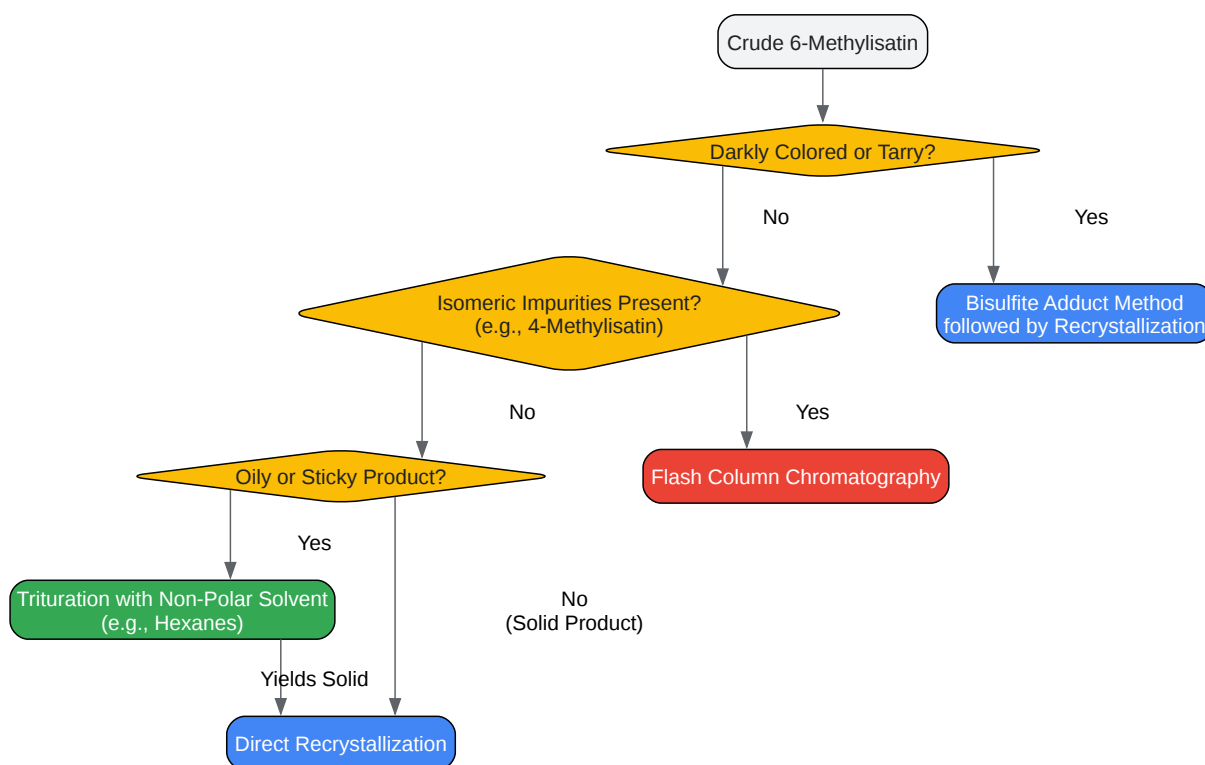 Crude 6-Methylisatin
Darkly Colored or Tarry?
No
Yes
Isomeric Impurities Present?
(e.g., 4-Methylisatin)
Bisulfite Adduct Method
followed by Recrystallization
No
Yes
Oily or Sticky Product?
Flash Column Chromatography
Yes
No
(Solid Product)
Trituration with Non-Polar Solvent
(e.g., Hexanes)
Yields Solid
Direct Recrystallization